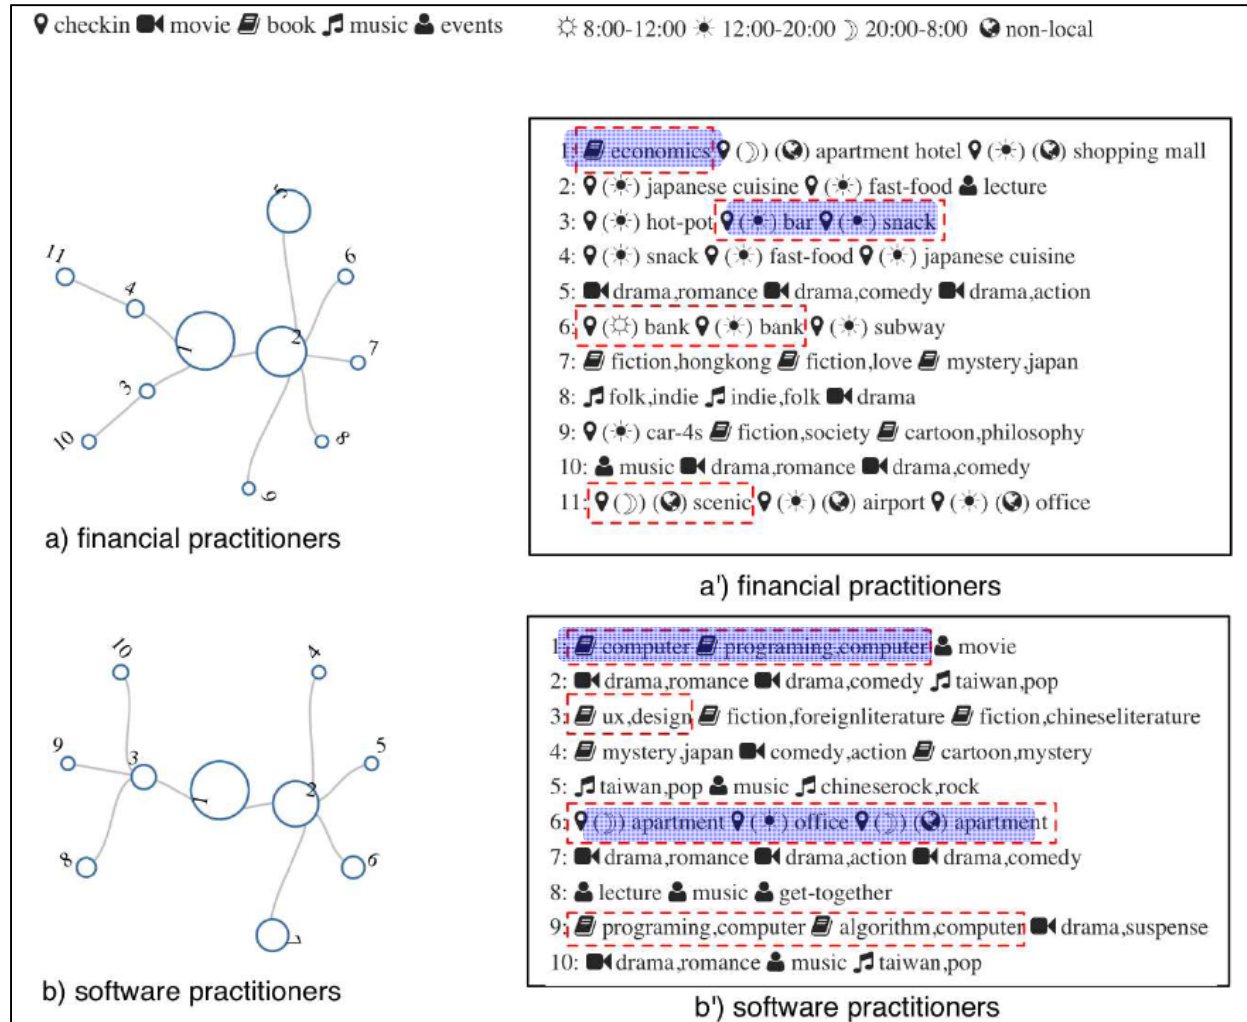 checkin movie book music events 8:00-12:00 12:00-20:00 20:00-8:00 non-local
1: economics ( ) ( ) apartment hotel ( ) ( ) shopping mall
2: ( ) japanese cuisine ( ) fast-food lecture
3: ( ) hot-pot ( ) bar ( ) snack
4: ( ) snack ( ) fast-food ( ) japanese cuisine
5: drama,romance drama,comedy drama,action
6: ( ) bank ( ) bank ( ) subway
7: fiction,hongkong fiction,love mystery,japan
8: folk,indie indie,folk drama
9: ( ) car-4s fiction,society cartoon,philosophy
10: music drama,romance drama,comedy
11: ( ) ( ) scenic ( ) ( ) airport ( ) ( ) office
5
6
11
4
1
2
7
3
10
8
9
a) financial practitioners
a') financial practitioners
1: computer programing,computer movie
2: drama,romance drama,comedy taiwan,pop
3: ux,design fiction,foreignliterature fiction,chineseliterature
4: mystery,japan comedy,action cartoon,mystery
5: taiwan,pop music chineserock,rock
6: ( ) apartment ( ) office ( ) ( ) apartment
7: drama,romance drama,action drama,comedy
8: lecture music get-together
9: programing,computer algorithm,computer drama,suspense
10: drama,romance music taiwan,pop
10
4
9
3
5
1
2
8
6
7
b) software practitioners
b') software practitioners